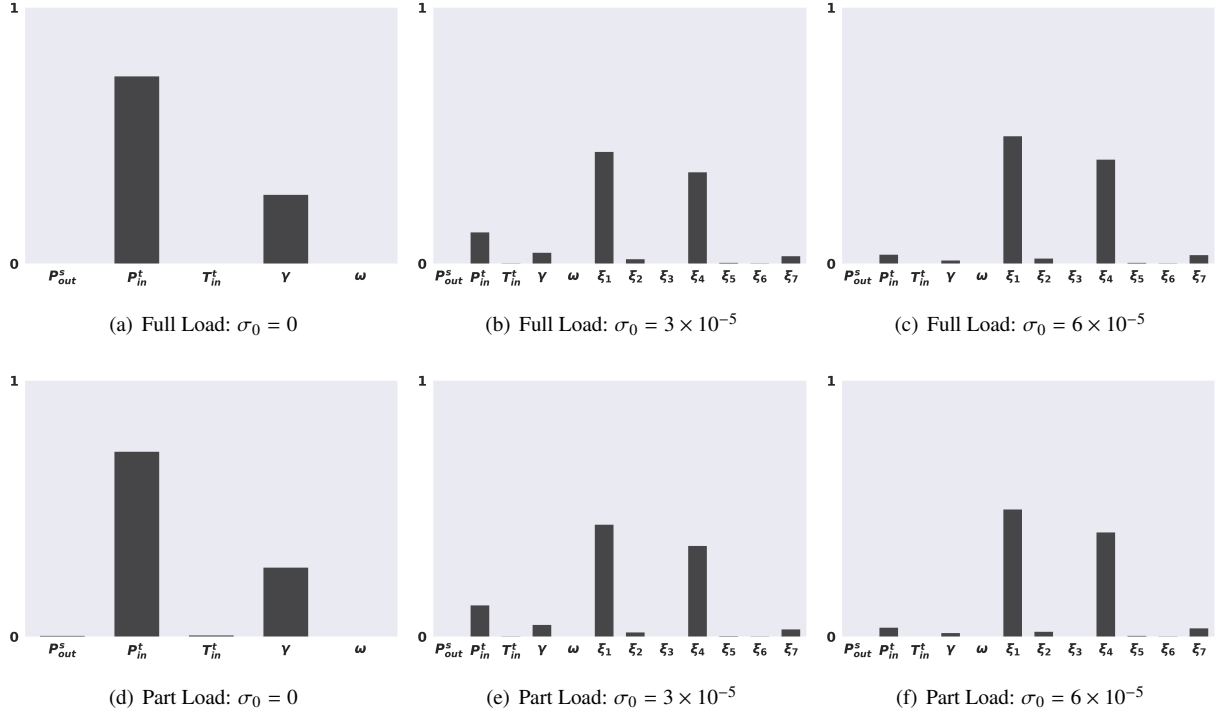 1
1
1
0
0
0
P^s_out P^t_in T^t_in γ ω
P^s_out P^t_in T^t_in γ ω ξ1 ξ2 ξ3 ξ4 ξ5 ξ6 ξ7
P^s_out P^t_in T^t_in γ ω ξ1 ξ2 ξ3 ξ4 ξ5 ξ6 ξ7
(a) Full Load: σ0 = 0
(b) Full Load: σ0 = 3 × 10^-5
(c) Full Load: σ0 = 6 × 10^-5
1
1
1
0
0
0
P^s_out P^t_in T^t_in γ ω
P^s_out P^t_in T^t_in γ ω ξ1 ξ2 ξ3 ξ4 ξ5 ξ6 ξ7
P^s_out P^t_in T^t_in γ ω ξ1 ξ2 ξ3 ξ4 ξ5 ξ6 ξ7
(d) Part Load: σ0 = 0
(e) Part Load: σ0 = 3 × 10^-5
(f) Part Load: σ0 = 6 × 10^-5